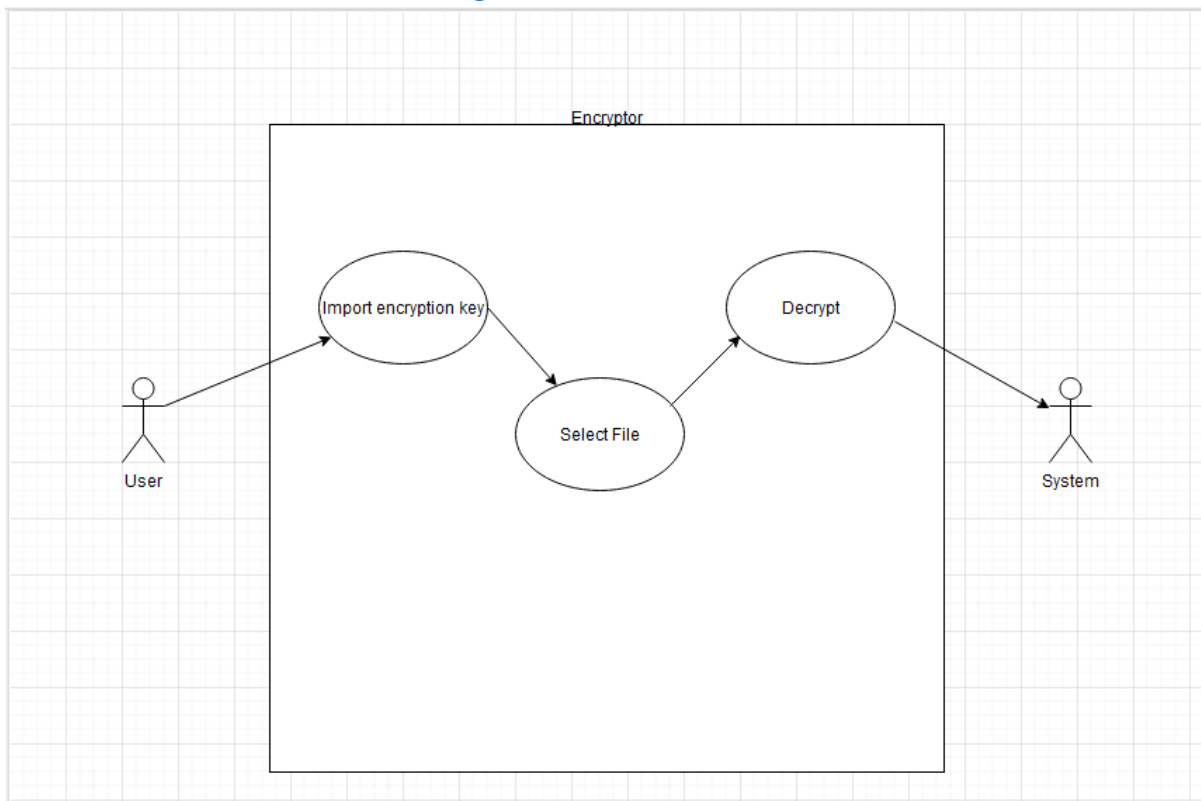 Encryptor
Import encryption key
Decrypt
Select File
User
System